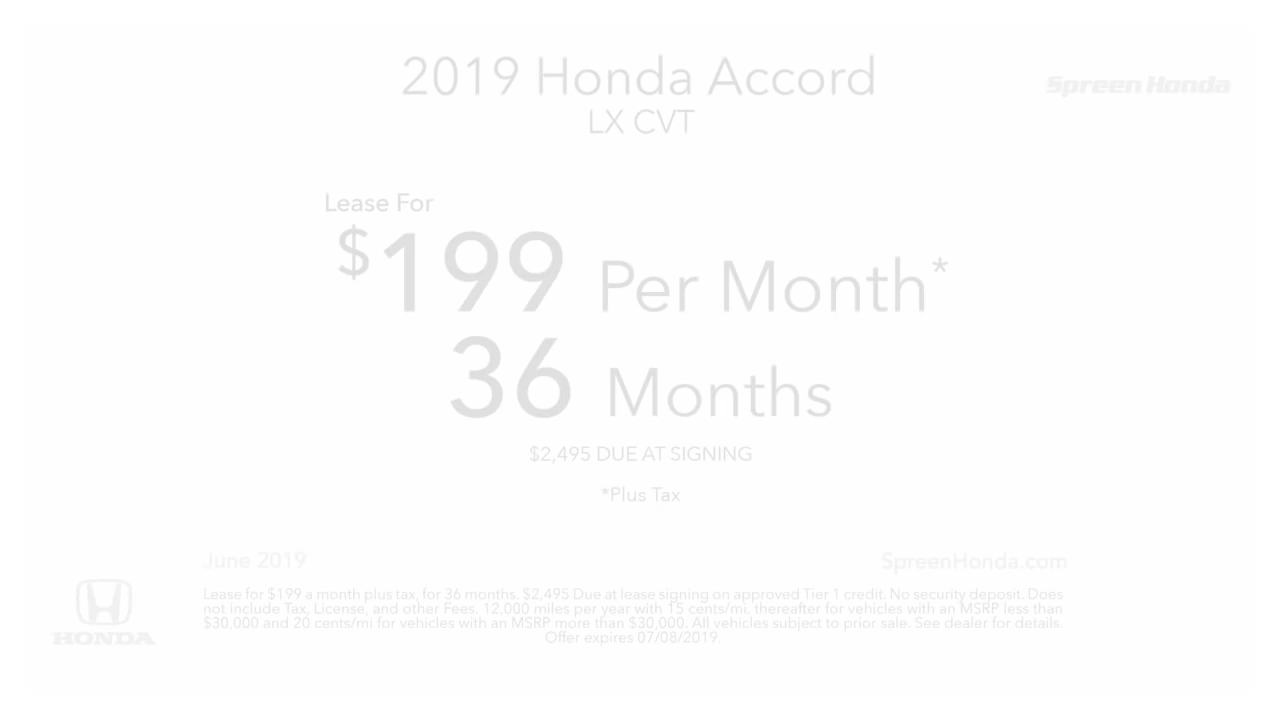 2019 Honda Accord
Spreen Honda
LX CVT
Lease For
$199 Per Month*
36 Months
$2,495 DUE AT SIGNING
*Plus Tax
June 2019
SpreenHonda.com
Lease for $199 a month plus tax, for 36 months. $2,495 Due at lease signing on approved Tier 1 credit. No security deposit. Does
not include Tax, License, and other Fees. 12,000 miles per year with 15 cents/mi. thereafter for vehicles with an MSRP less than
$30,000 and 20 cents/mi for vehicles with an MSRP more than $30,000. All vehicles subject to prior sale. See dealer for details.
Offer expires 07/08/2019.
HONDA